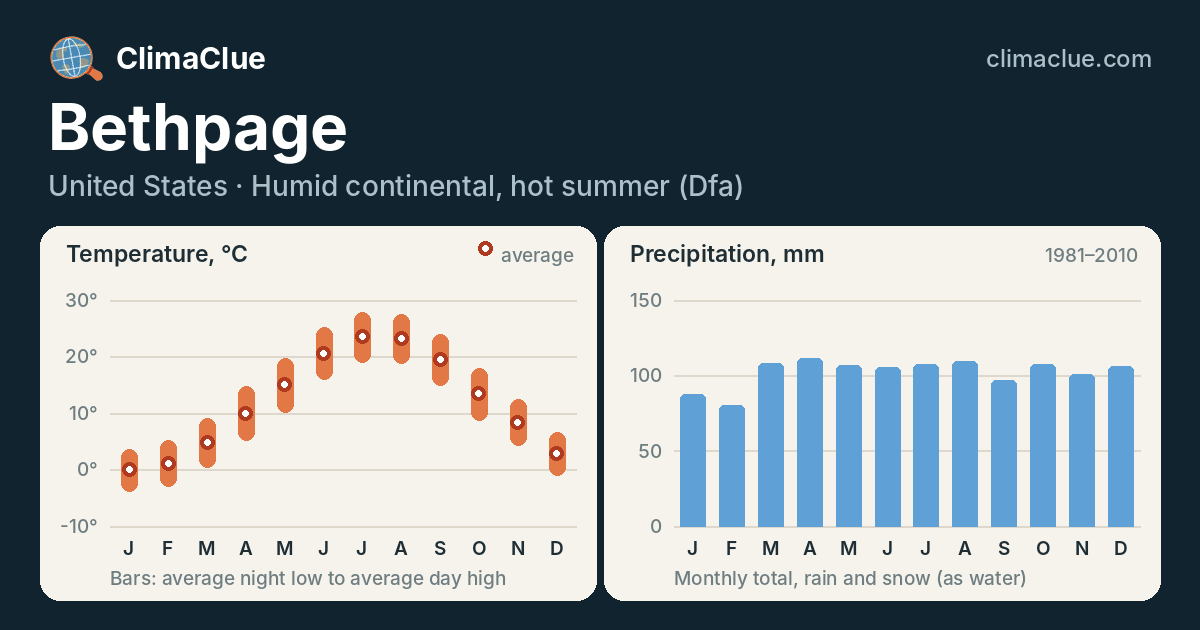 ClimaClue
climaclue.com
Bethpage
United States · Humid continental, hot summer (Dfa)
Temperature, °C
average
30°
20°
10°
0°
-10°
J F M A M J J A S O N D
Bars: average night low to average day high
Precipitation, mm
1981–2010
150
100
50
0
J F M A M J J A S O N D
Monthly total, rain and snow (as water)